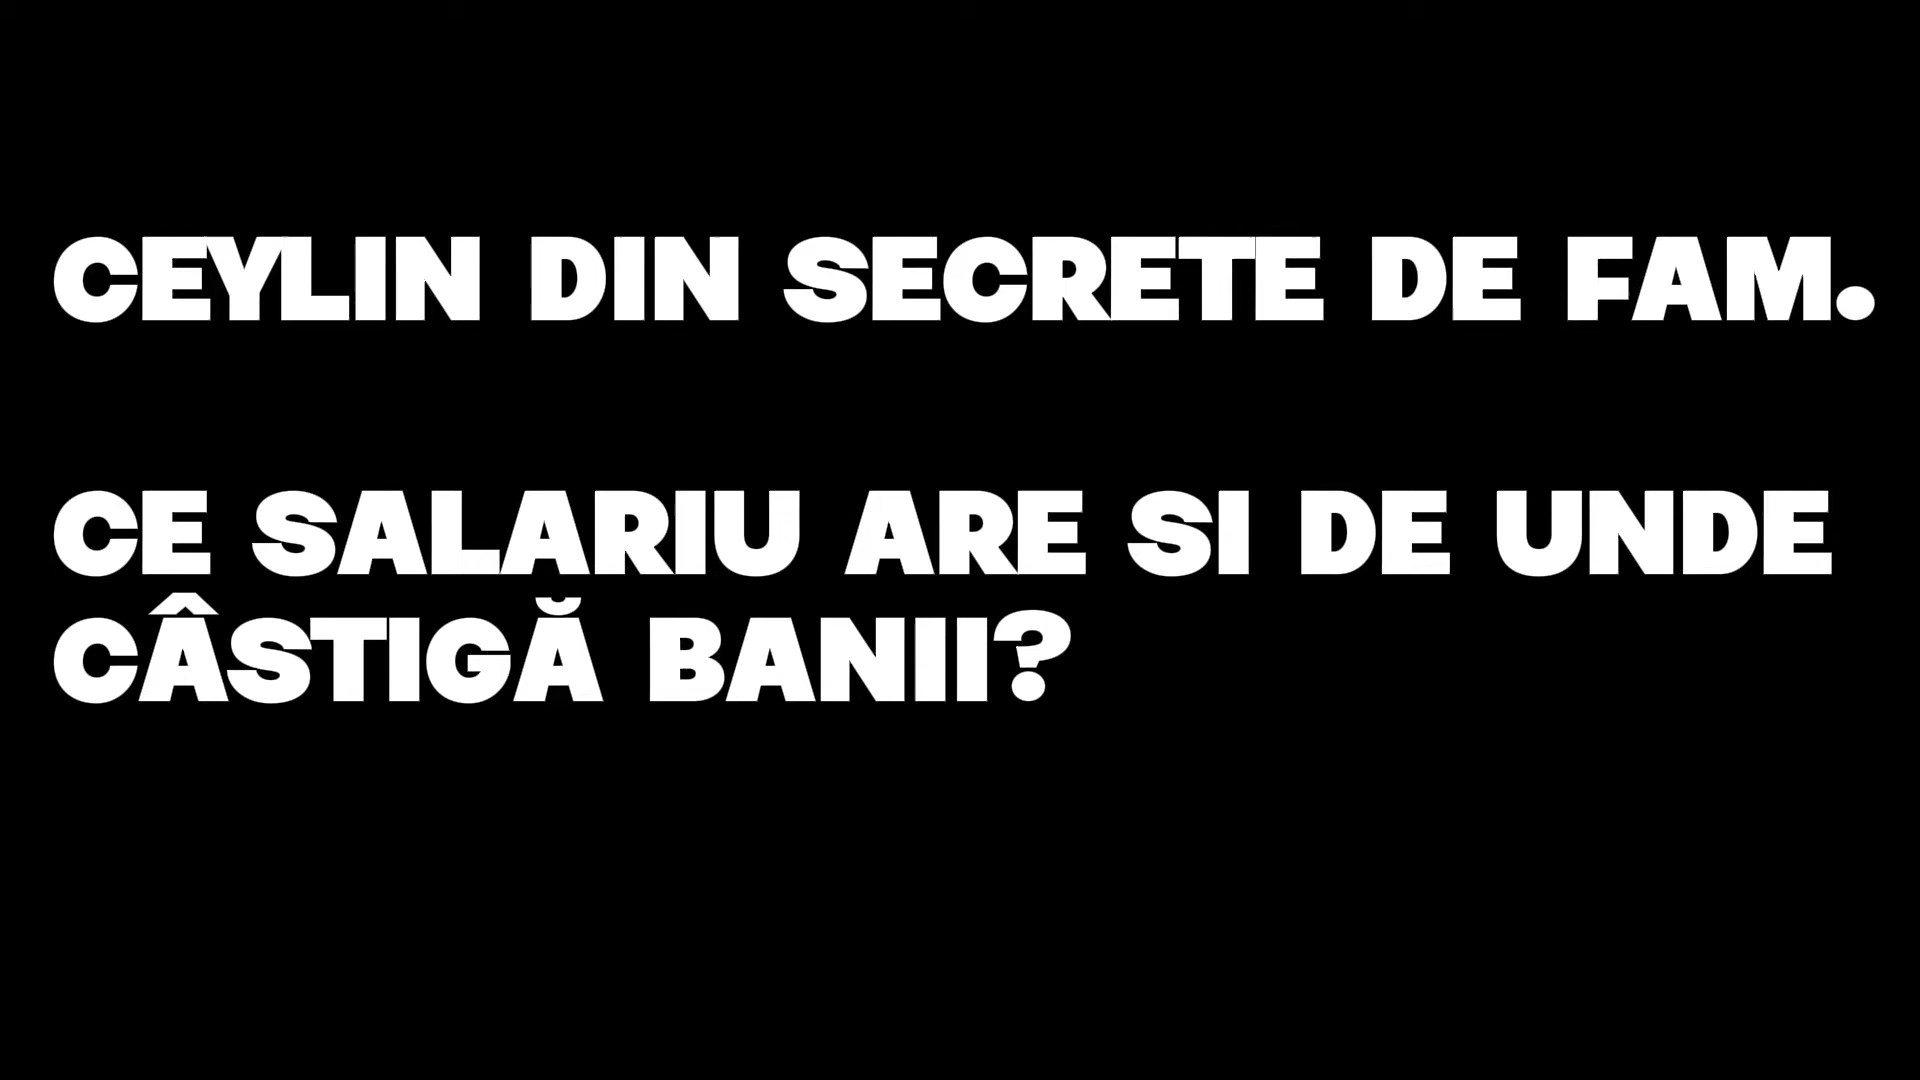 CEYLIN DIN SECRETE DE FAM.
CE SALARIU ARE SI DE UNDE
CÂSTIGĂ BANII?